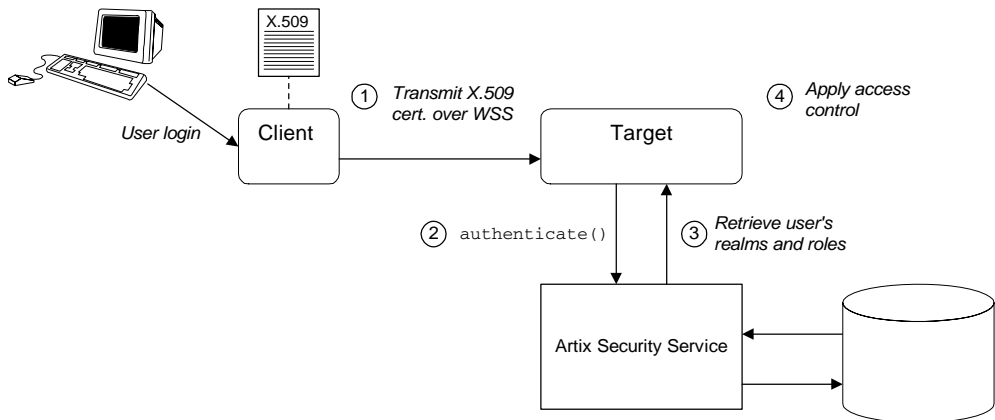 X.509
User login
Client
1
Transmit X.509
cert. over WSS
Target
4
Apply access
control
2
authenticate()
3
Retrieve user's
realms and roles
Artix Security Service